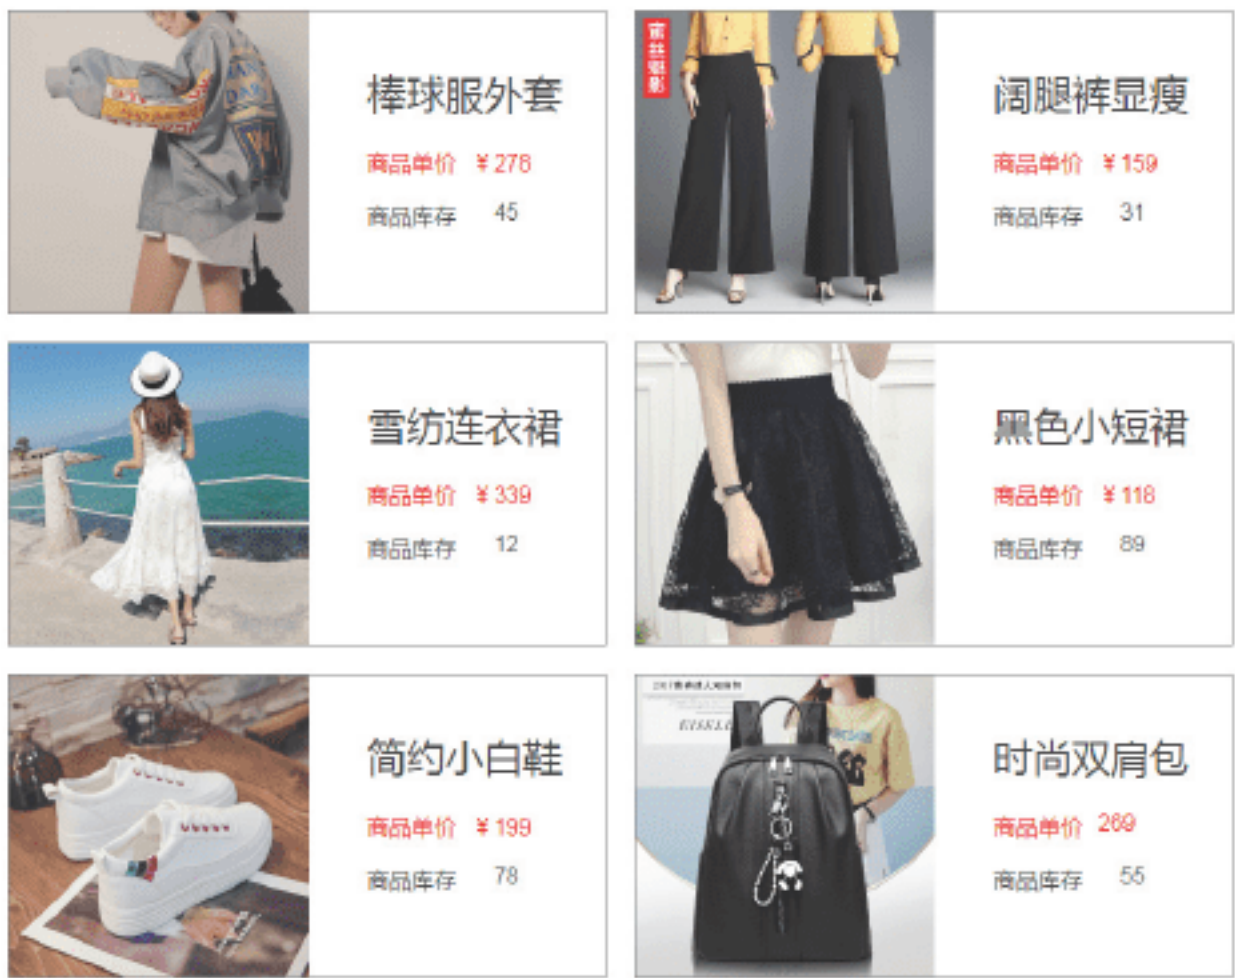 棒球服外套
商品单价 ¥278
商品库存 45
蜜丝魅影
阔腿裤显瘦
商品单价 ¥159
商品库存 31
雪纺连衣裙
商品单价 ¥339
商品库存 12
黑色小短裙
商品单价 ¥118
商品库存 89
简约小白鞋
商品单价 ¥199
商品库存 78
时尚双肩包
商品单价 269
商品库存 55